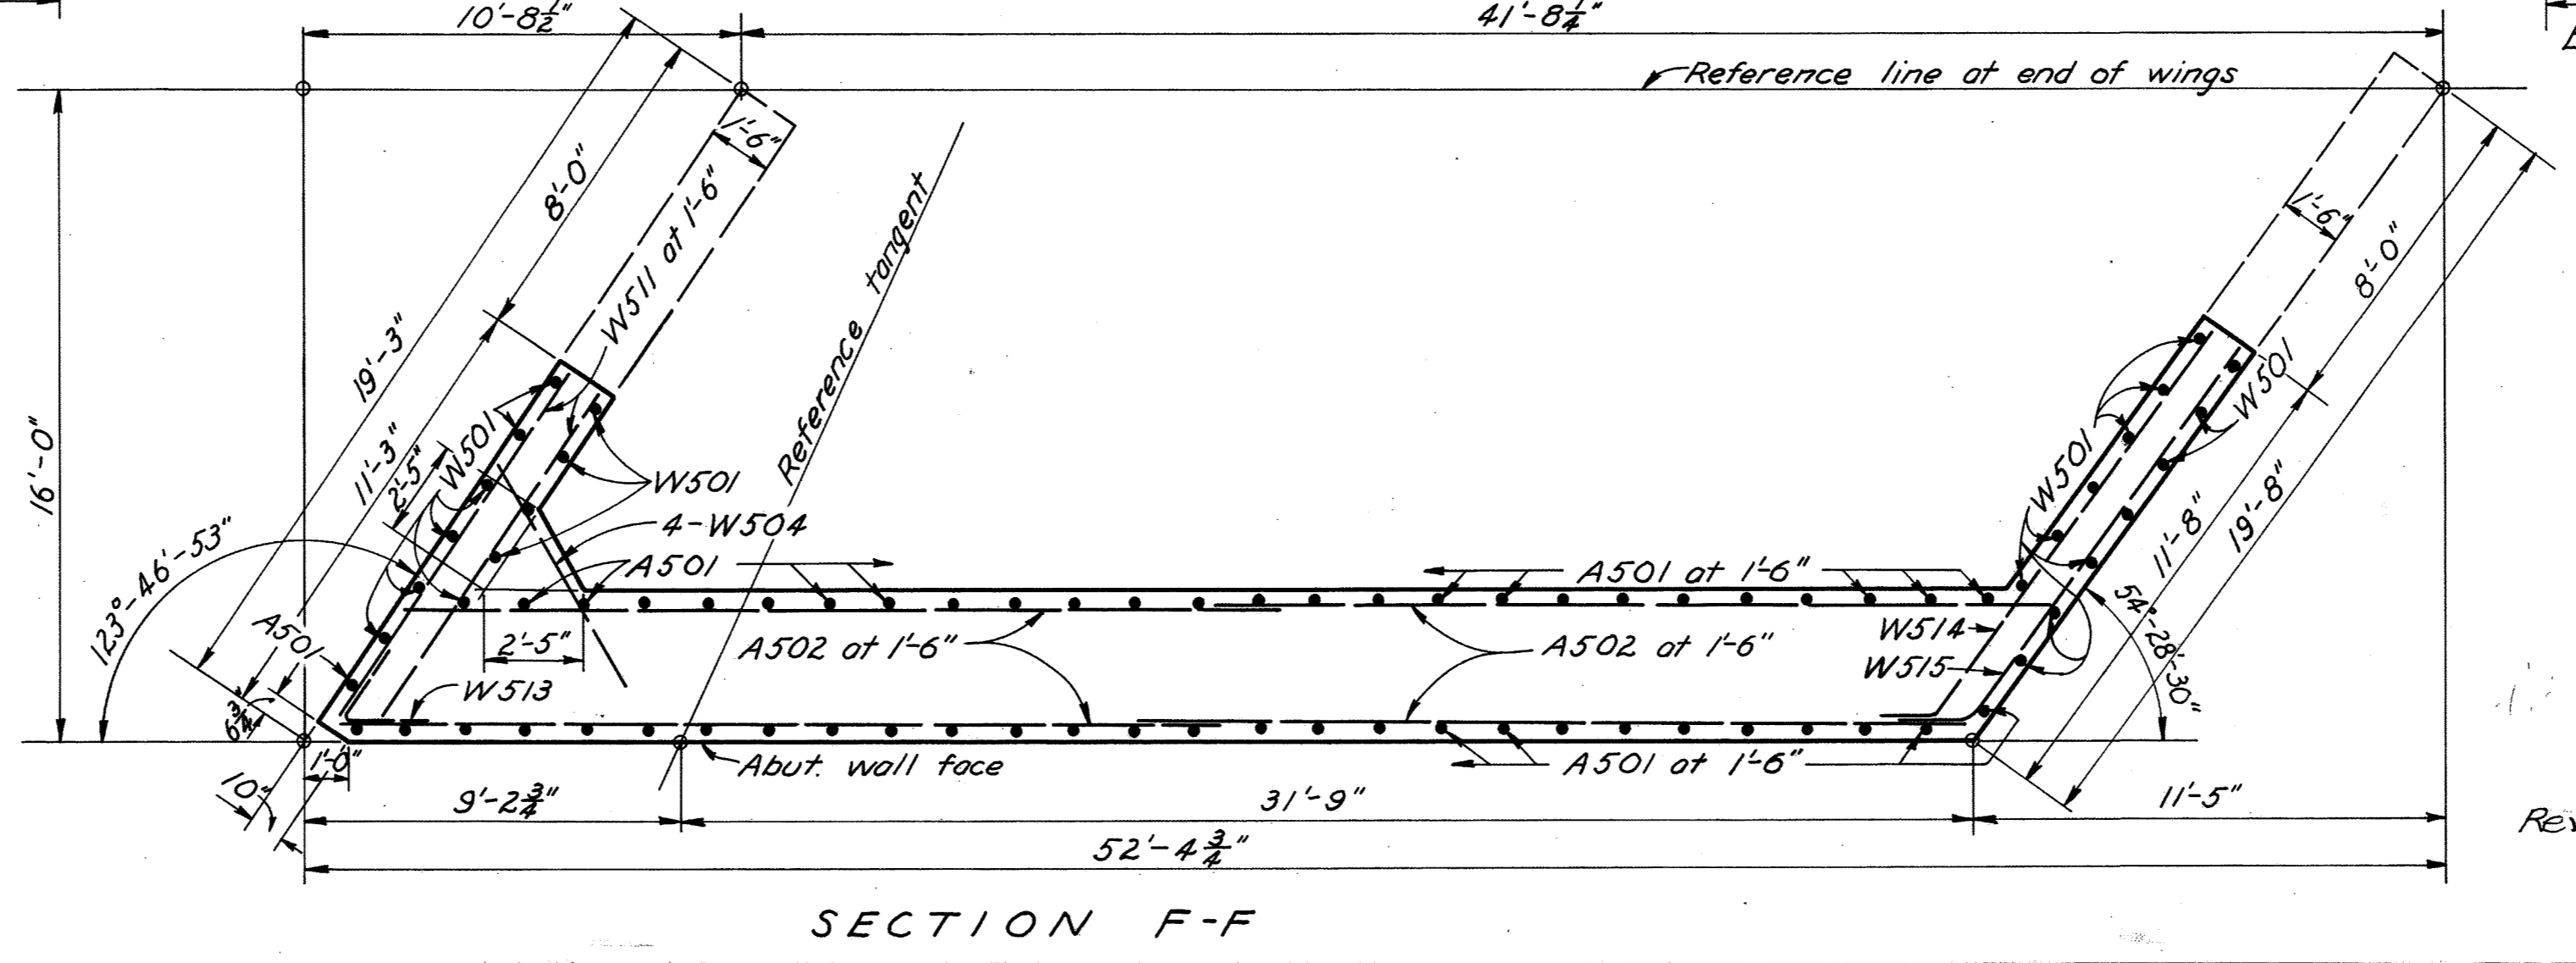 10'-8½"
41'-8¼"
Reference line at end of wings
1'-6"
8'-0"
W511 at 1'-6"
Reference tangent
1'-6"
8'-0"
19'-3"
11'-3"
2'-5"
W501
16'-0"
W501
W501
W501
4-W504
123°-46'-53"
A501
A501
A501 at 1'-6"
11'-8"
19'-8"
2'-5"
A502 at 1'-6"
A502 at 1'-6"
W514
54°-28'-30"
W515
W513
6¾"
1'-0"
10"
Abut. wall face
A501 at 1'-6"
9'-2¾"
31'-9"
11'-5"
52'-4¾"
SECTION F-F